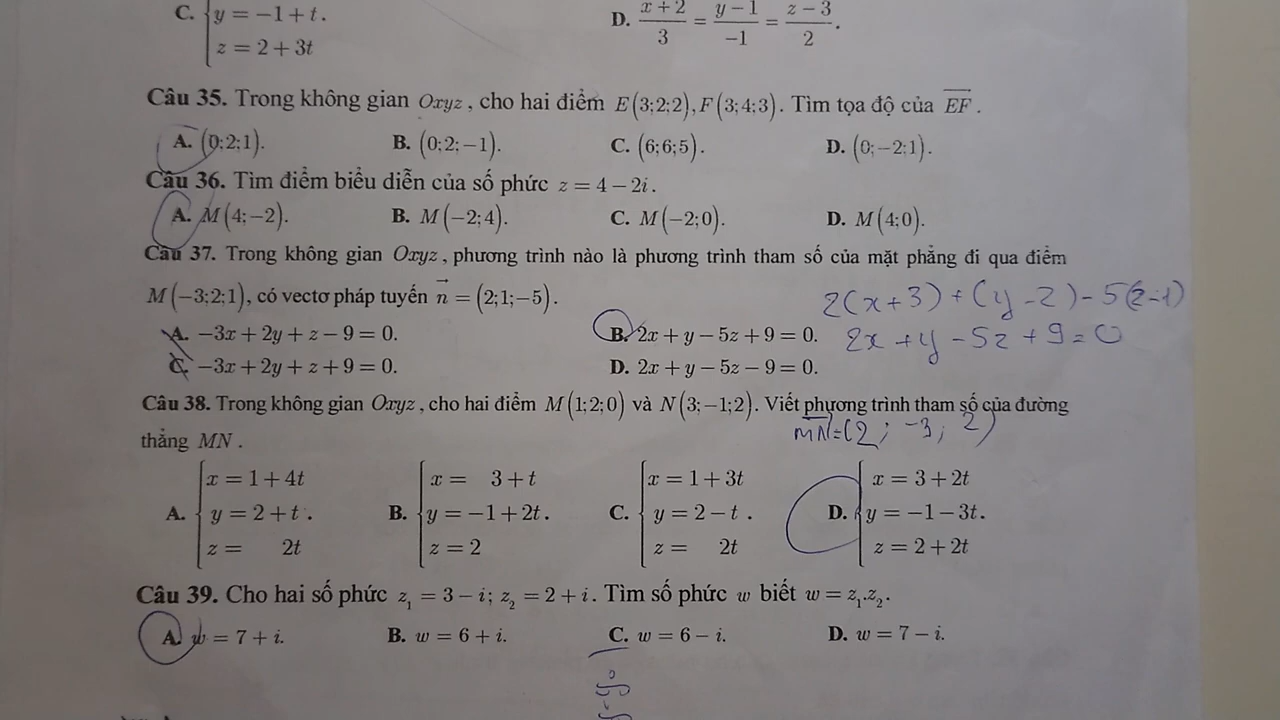 C. { y = −1 + t.
z = 2 + 3t
D. (x + 2)/3 = (y − 1)/−1 = (z − 3)/2.
Câu 35. Trong không gian Oxyz, cho hai điểm E(3;2;2), F(3;4;3). Tìm tọa độ của EF.
A. (0;2;1). B. (0;2;−1). C. (6;6;5). D. (0;−2;1).
Câu 36. Tìm điểm biểu diễn của số phức z = 4 − 2i.
A. M(4;−2). B. M(−2;4). C. M(−2;0). D. M(4;0).
Câu 37. Trong không gian Oxyz, phương trình nào là phương trình tham số của mặt phẳng đi qua điểm
M(−3;2;1), có vectơ pháp tuyến n = (2;1;−5).
2(x+3) + (y−2) − 5(z−1)
A. −3x + 2y + z − 9 = 0. B. 2x + y − 5z + 9 = 0.
2x + y − 5z + 9 = 0
C. −3x + 2y + z + 9 = 0. D. 2x + y − 5z − 9 = 0.
Câu 38. Trong không gian Oxyz, cho hai điểm M(1;2;0) và N(3;−1;2). Viết phương trình tham số của đường
thẳng MN.
MN=(2; −3; 2)
x = 1 + 4t x = 3 + t x = 1 + 3t x = 3 + 2t
A. { y = 2 + t. B. { y = −1 + 2t. C. { y = 2 − t. D. { y = −1 − 3t.
z = 2t z = 2 z = 2t z = 2 + 2t
Câu 39. Cho hai số phức z₁ = 3 − i; z₂ = 2 + i. Tìm số phức w biết w = z₁.z₂.
A. w = 7 + i. B. w = 6 + i. C. w = 6 − i. D. w = 7 − i.